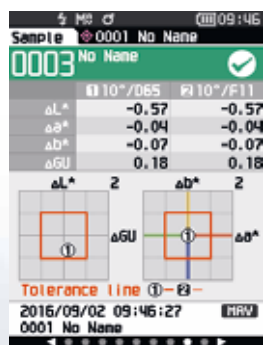 5 M8 ♂ 09:46
Sample 0001 No Name
0003 No Name
1 10°/D65 2 10°/F11
ΔL* -0.57 -0.57
Δa* -0.04 -0.04
Δb* -0.07 -0.07
ΔGU 0.18 0.18
ΔL* 2 Δb* 2
ΔGU Δa*
① ①
Tolerance line ①- 2-
2016/09/02 09:46:27 MAV
0001 No Name